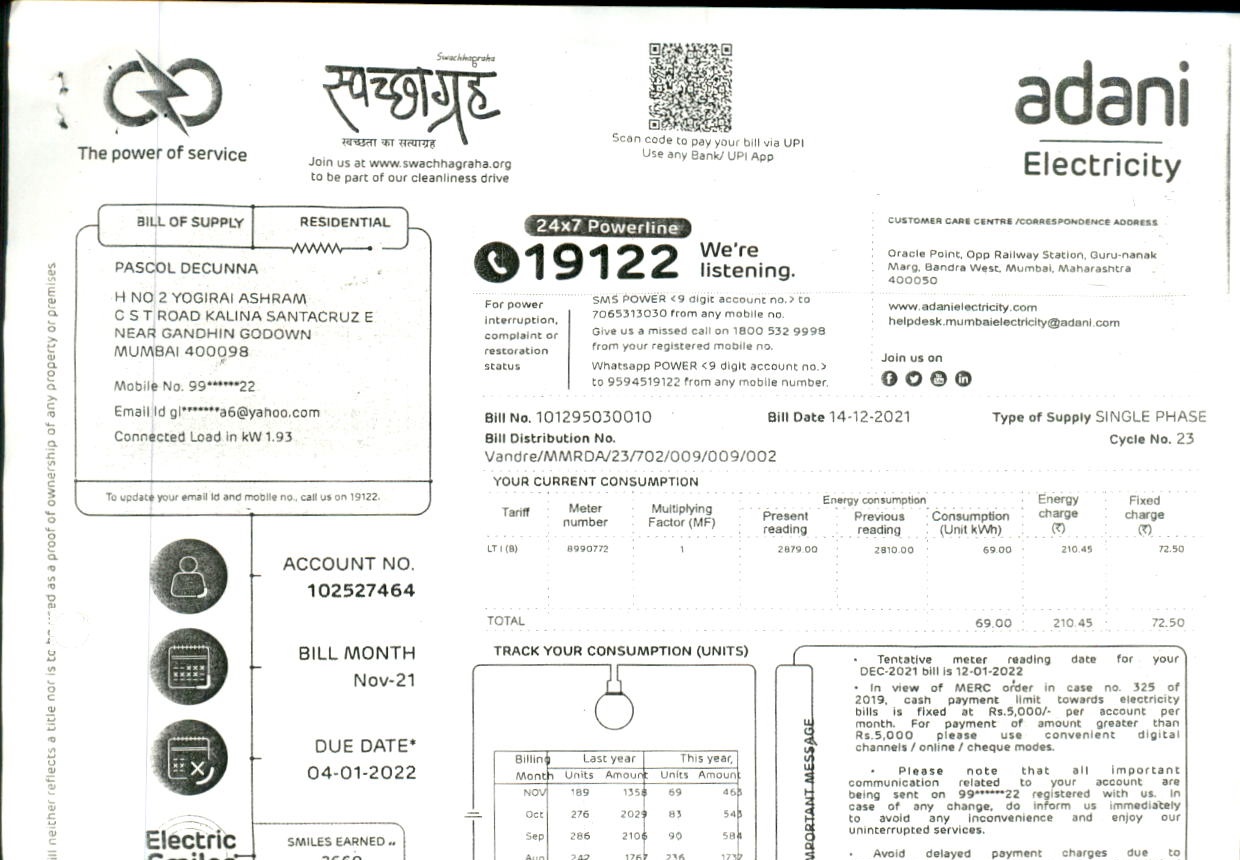 The power of service
Swachhagraha
स्वच्छाग्रह
स्वच्छता का सत्याग्रह
Join us at www.swachhagraha.org
to be part of our cleanliness drive
Scan code to pay your bill via UPI
Use any Bank/ UPI App
adani
Electricity
BILL OF SUPPLY RESIDENTIAL
PASCOL DECUNNA
H NO 2 YOGIRAI ASHRAM
C S T ROAD KALINA SANTACRUZ E
NEAR GANDHIN GODOWN
MUMBAI 400098
Mobile No. 99******22
Email Id gl*******a6@yahoo.com
Connected Load in kW 1.93
To update your email Id and mobile no., call us on 19122.
24x7 Powerline
19122 We're
listening.
For power
interruption,
complaint or
restoration
status
SMS POWER <9 digit account no.> to
7065313030 from any mobile no.
Give us a missed call on 1800 532 9998
from your registered mobile no.
Whatsapp POWER <9 digit account no.>
to 9594519122 from any mobile number.
CUSTOMER CARE CENTRE /CORRESPONDENCE ADDRESS
Oracle Point, Opp Railway Station, Guru-nanak
Marg, Bandra West, Mumbai, Maharashtra
400050
www.adanielectricity.com
helpdesk.mumbaielectricity@adani.com
Join us on
Bill No. 101295030010 Bill Date 14-12-2021 Type of Supply SINGLE PHASE
Bill Distribution No. Cycle No. 23
Vandre/MMRDA/23/702/009/009/002
YOUR CURRENT CONSUMPTION
Tariff Meter number Multiplying Factor (MF) Energy consumption Present reading Previous reading Consumption (Unit kWh) Energy charge (₹) Fixed charge (₹)
LT I (B) 8990772 1 2879.00 2810.00 69.00 210.45 72.50
TOTAL 69.00 210.45 72.50
ACCOUNT NO.
102527464
BILL MONTH
Nov-21
DUE DATE*
04-01-2022
Electric
SMILES EARNED
TRACK YOUR CONSUMPTION (UNITS)
Billing Month Last year This year,
Units Amount Units Amount
NOV 189 1358 69 463
Oct 276 2029 83 543
Sep 286 2106 90 584
Aug 242 1767 236 1737
IMPORTANT MESSAGE
• Tentative meter reading date for your
DEC-2021 bill is 12-01-2022
• In view of MERC order in case no. 325 of
2019, cash payment limit towards electricity
bills is fixed at Rs.5,000/- per account per
month. For payment of amount greater than
Rs.5,000 please use convenient digital
channels / online / cheque modes.
• Please note that all important
communication related to your account are
being sent on 99******22 registered with us. In
case of any change, do inform us immediately
to avoid any inconvenience and enjoy our
uninterrupted services.
• Avoid delayed payment charges due to
neither reflects a title nor is to be used as a proof of ownership of any property or premises